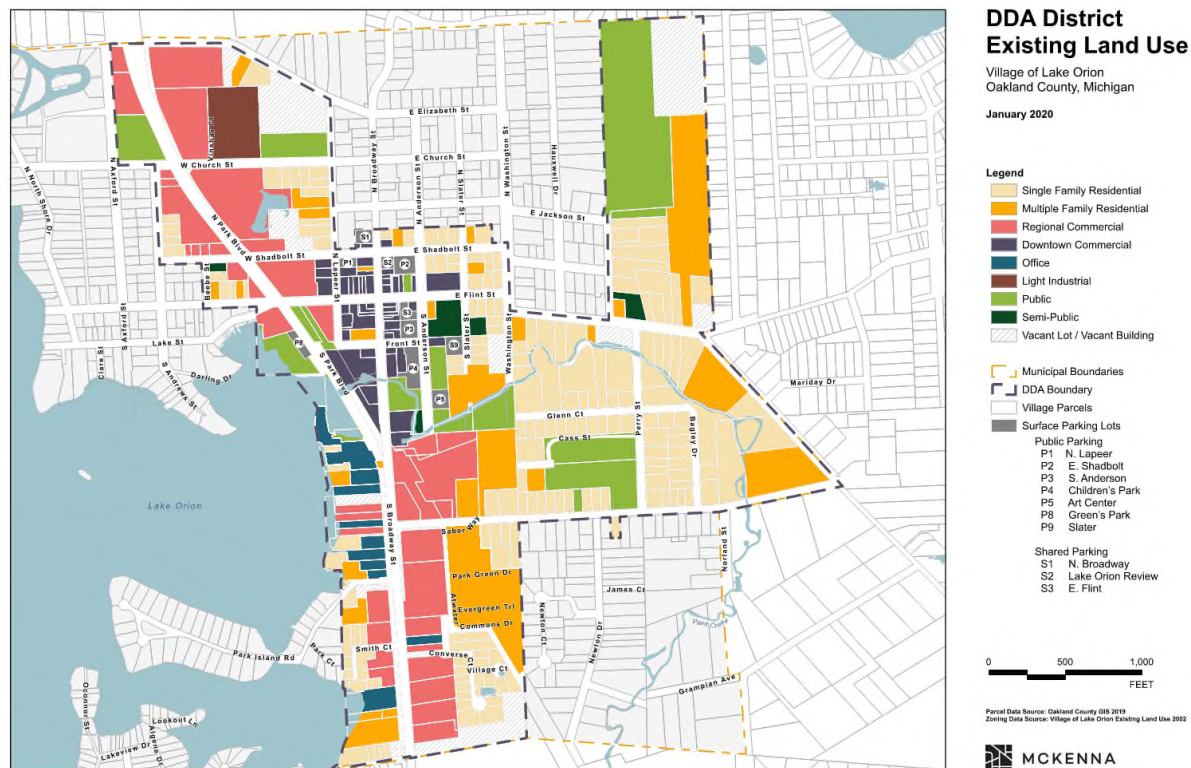 DDA District
Existing Land Use
Village of Lake Orion
Oakland County, Michigan
January 2020
Legend
Single Family Residential
Multiple Family Residential
Regional Commercial
Downtown Commercial
Office
Light Industrial
Public
Semi-Public
Vacant Lot / Vacant Building
Municipal Boundaries
DDA Boundary
Village Parcels
Surface Parking Lots
Public Parking
P1 N. Lapeer
P2 E. Shadbolt
P3 S. Anderson
P4 Children's Park
P5 Art Center
P8 Green's Park
P9 Slater
Shared Parking
S1 N. Broadway
S2 Lake Orion Review
S3 E. Flint
0 500 1,000
FEET
Parcel Data Source: Oakland County GIS 2019
Zoning Data Source: Village of Lake Orion Existing Land Use 2002
MCKENNA
E Elizabeth St
W Church St
E Church St
N Axford St
N North Shore Dr
N Broadway St
N Anderson St
N Slater St
N Washington St
Hauxwell Dr
E Jackson St
N Park Blvd
S1
E Shadbolt St
W Shadbolt St
P1
S2
P2
N Lapeer St
Beebe St
E Flint St
S Axford St
S3
P3
S Anderson St
S Slater St
Washington St
Lake St
P8
Front St
S9
Clare St
S Andrews St
Darling Dr
S Park Blvd
P4
P5
Mariday Dr
Glenn Ct
Perry St
Cass St
Bagley Dr
Lake Orion
S Broadway St
Saber Way
Norland St
Park Green Dr
James Ct
Atwater
Evergreen Trl
Commons Dr
Newton Ct
Newton Dr
Paint Creek
Park Island Rd
Park Ct
Smith Ct
Converse Ct
Village Ct
Grampian Ave
Oconnor St
Lookout Ln
Lakeview Dr
Algene Dr